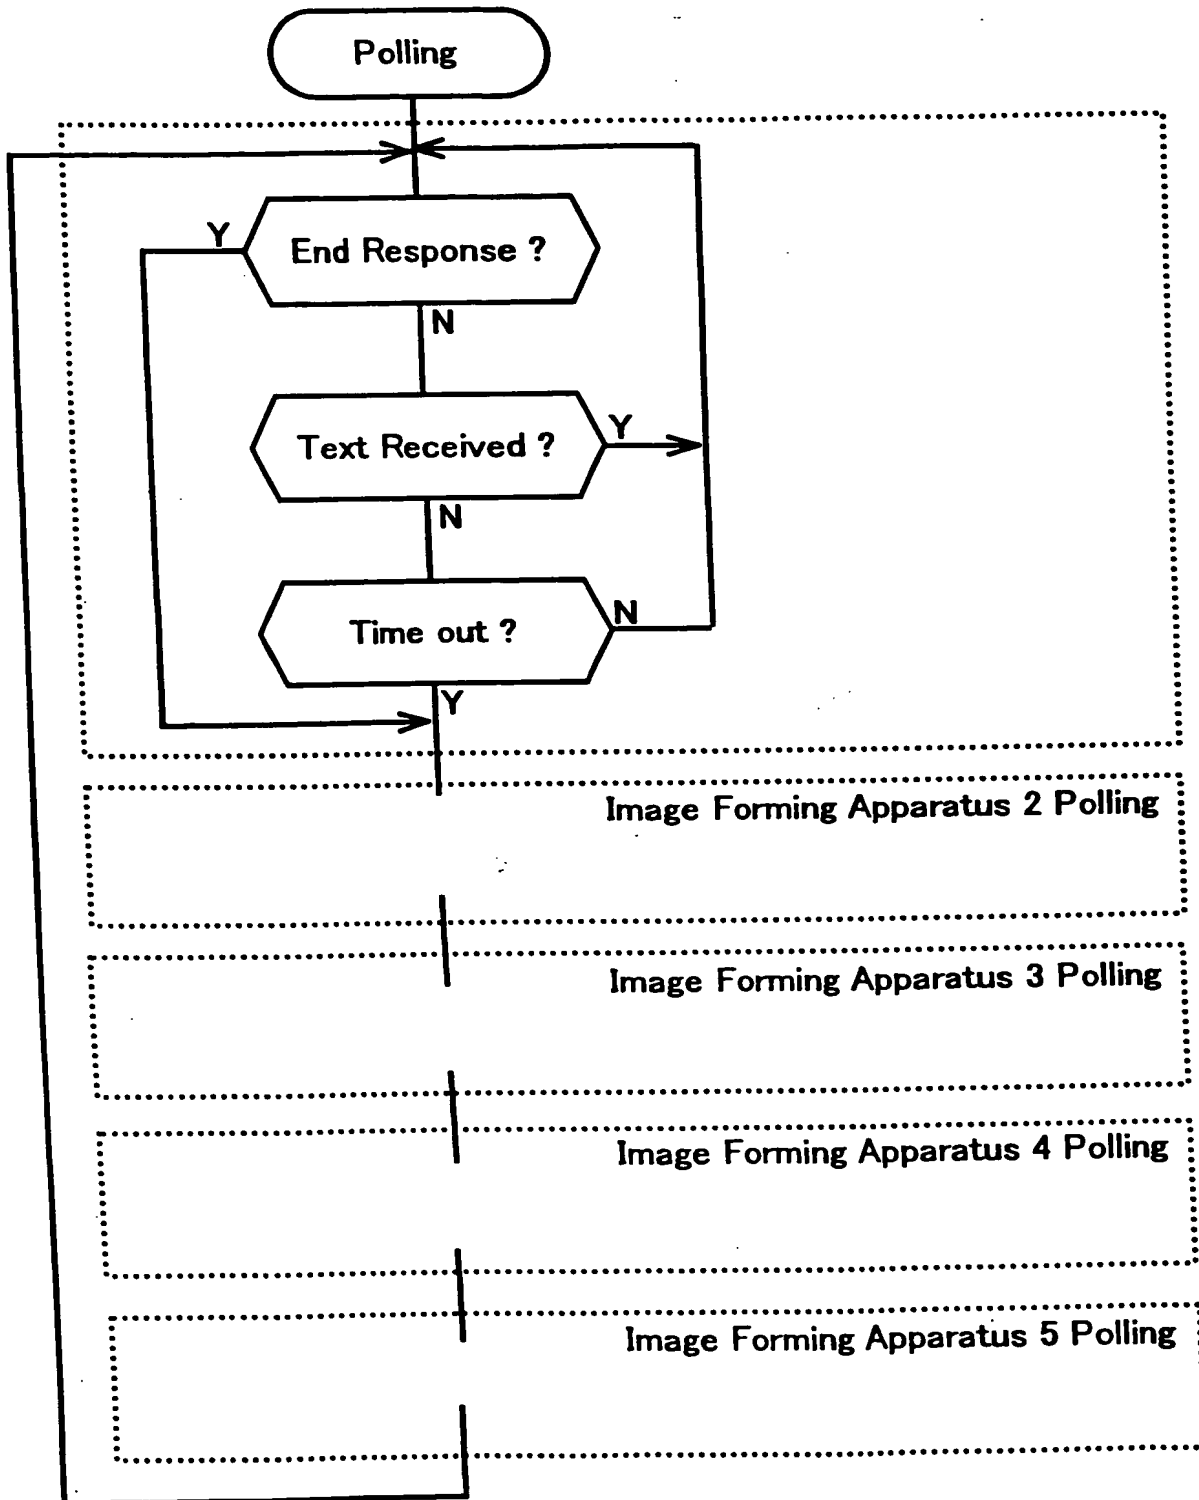 Polling
Y
End Response ?
N
Text Received ?
Y
N
Time out ?
N
Y
Image Forming Apparatus 2 Polling
Image Forming Apparatus 3 Polling
Image Forming Apparatus 4 Polling
Image Forming Apparatus 5 Polling